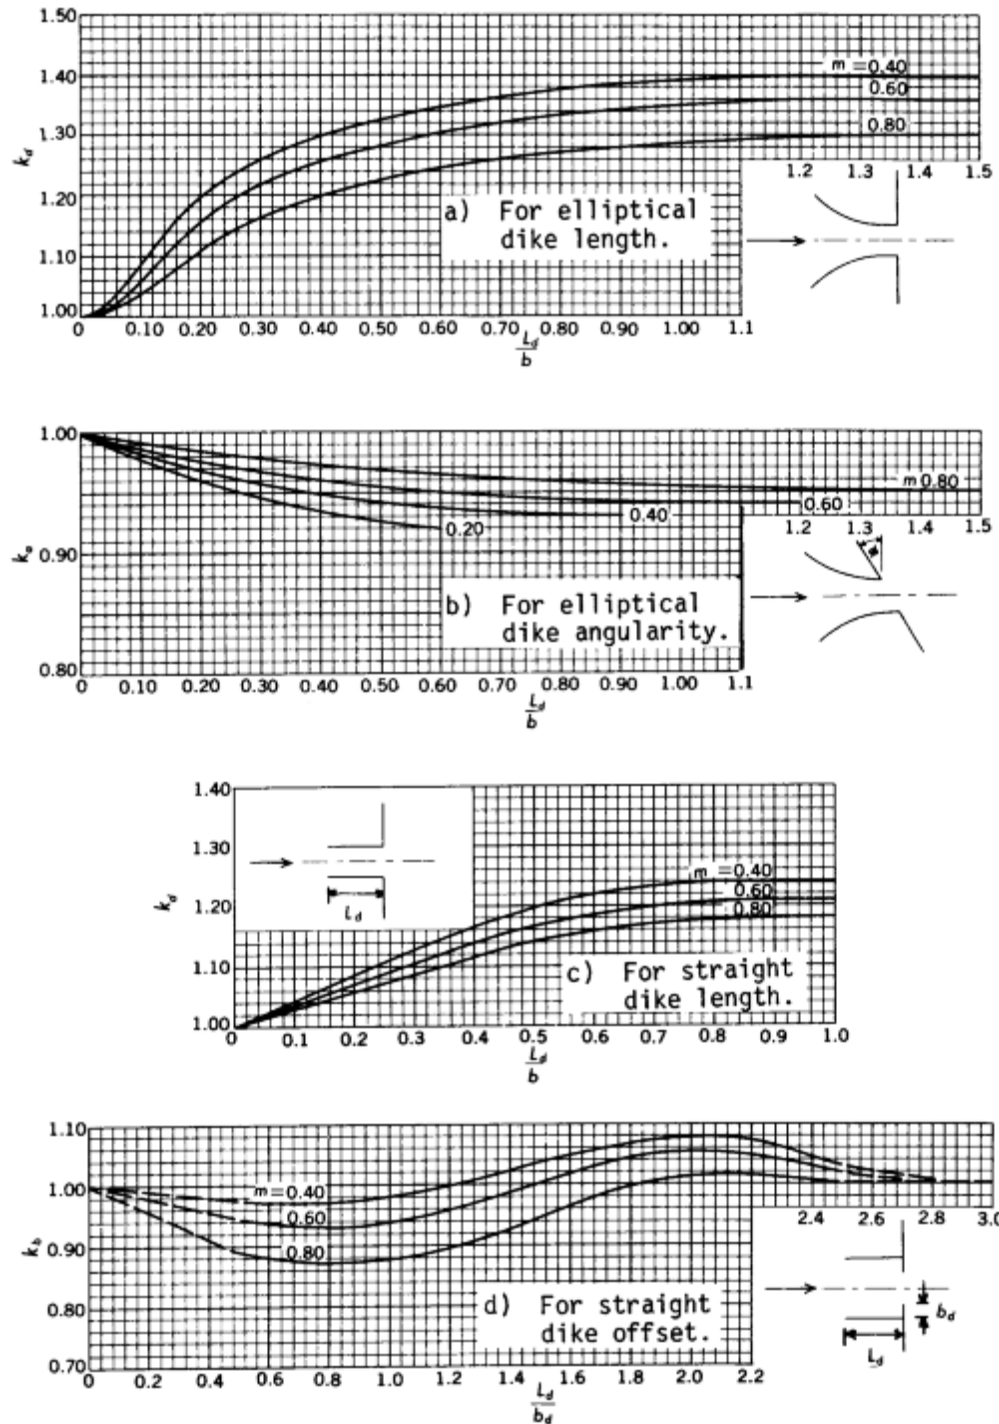 1.50
1.40
1.30
1.20
1.10
1.00
k_d
m = 0.40
0.60
0.80
1.2 1.3 1.4 1.5
a) For elliptical
dike length.
0 0.10 0.20 0.30 0.40 0.50 0.60 0.70 0.80 0.90 1.00 1.1
L_d
b
1.00
0.90
0.80
k_a
m 0.80
0.60
0.40
0.20
1.2 1.3 1.4 1.5
ϕ
b) For elliptical
dike angularity.
0 0.10 0.20 0.30 0.40 0.50 0.60 0.70 0.80 0.90 1.00 1.1
L_d
b
1.40
1.30
1.20
1.10
1.00
k_d
L_d
m = 0.40
0.60
0.80
c) For straight
dike length.
0 0.1 0.2 0.3 0.4 0.5 0.6 0.7 0.8 0.9 1.0
L_d
b
1.10
1.00
0.90
0.80
0.70
k_b
m = 0.40
0.60
0.80
2.4 2.6 2.8 3.0
d) For straight
dike offset.
b_d
L_d
0 0.2 0.4 0.6 0.8 1.0 1.2 1.4 1.6 1.8 2.0 2.2
L_d
b_d